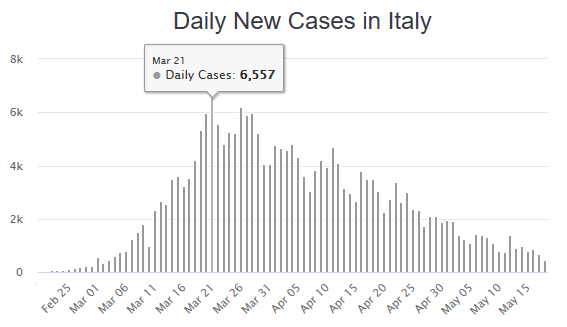 Daily New Cases in Italy
Mar 21
Daily Cases: 6,557
8k
6k
4k
2k
0
Feb 25
Mar 01
Mar 06
Mar 11
Mar 16
Mar 21
Mar 26
Mar 31
Apr 05
Apr 10
Apr 15
Apr 20
Apr 25
Apr 30
May 05
May 10
May 15